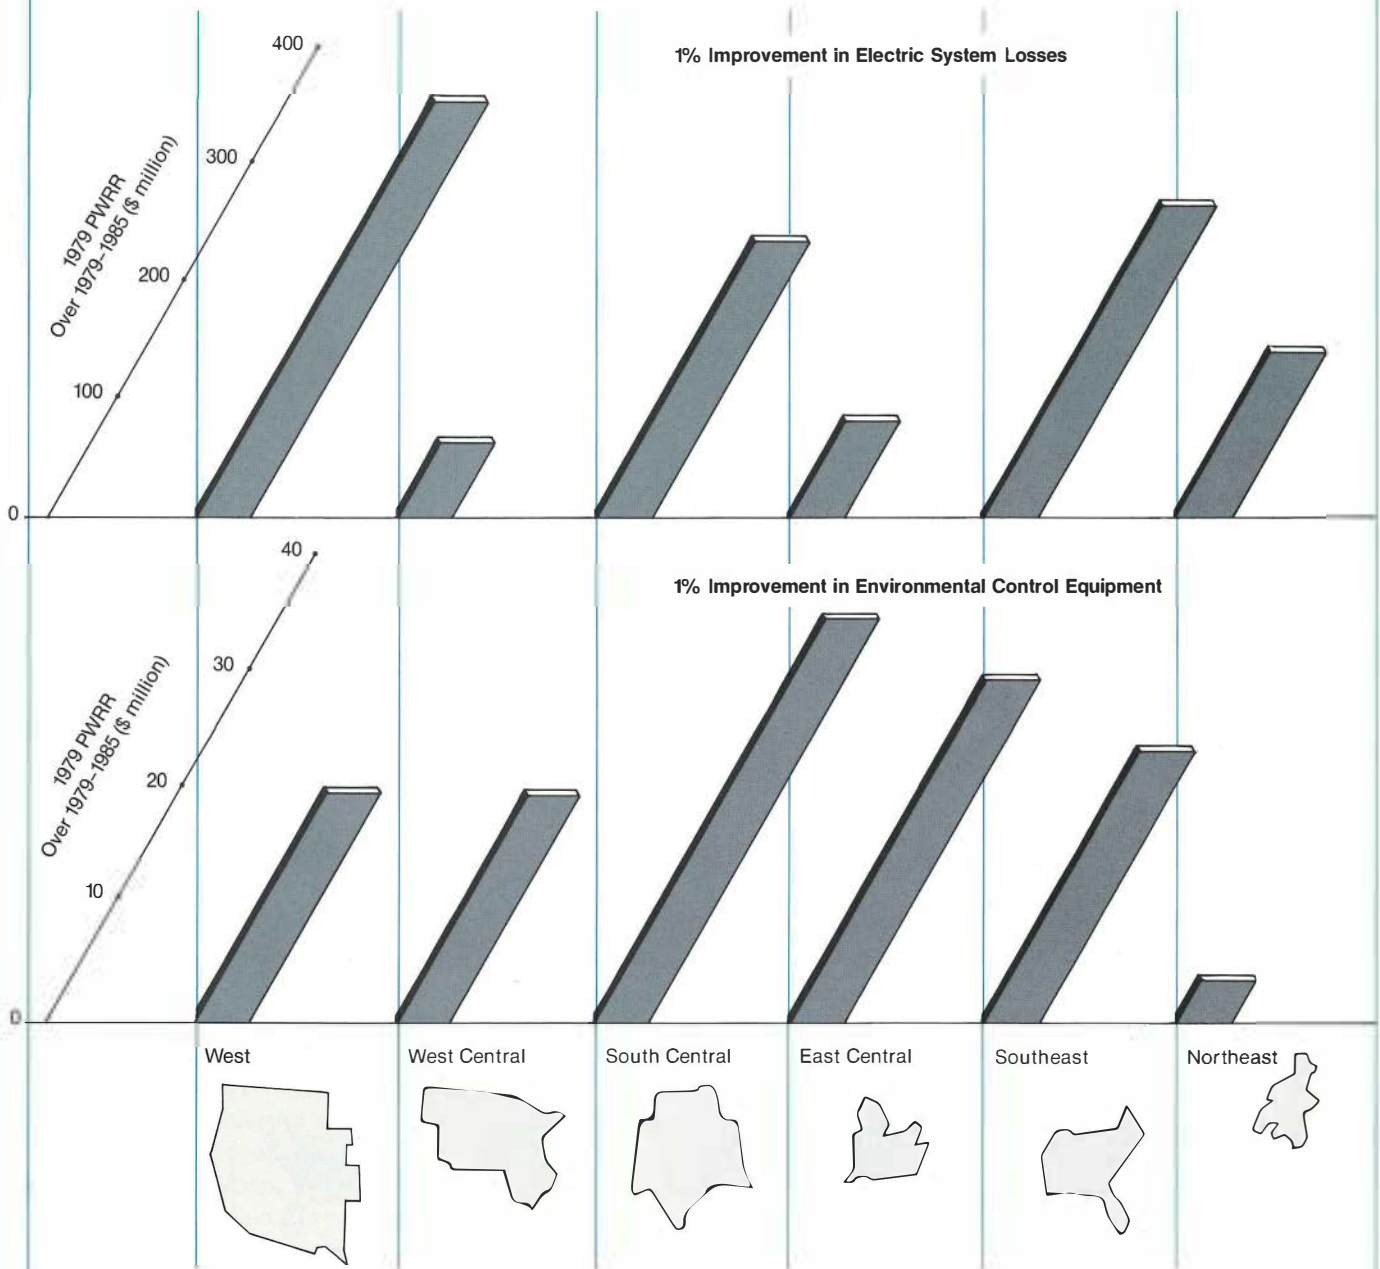 1% Improvement in Electric System Losses
400
300
200
100
0
1979 PWRR
Over 1979–1985 ($ million)
1% Improvement in Environmental Control Equipment
40
30
20
10
0
1979 PWRR
Over 1979–1985 ($ million)
West
West Central
South Central
East Central
Southeast
Northeast